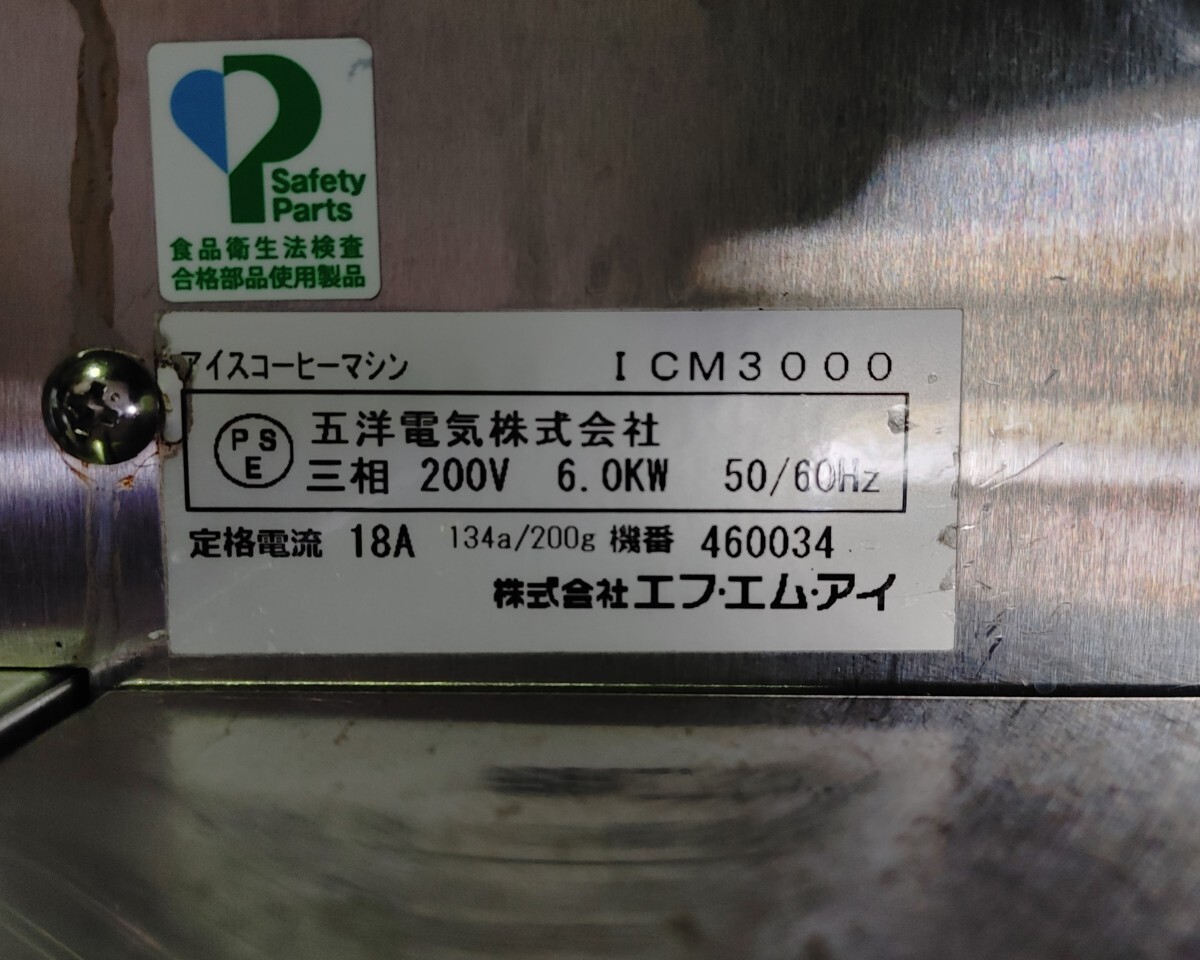 Safety
Parts
食品衛生法検査
合格部品使用製品
アイスコーヒーマシン ICM3000
PSE 五洋電気株式会社
三相 200V 6.0KW 50/60Hz
定格電流 18A 134a/200g 機番 460034
株式会社エフ・エム・アイ